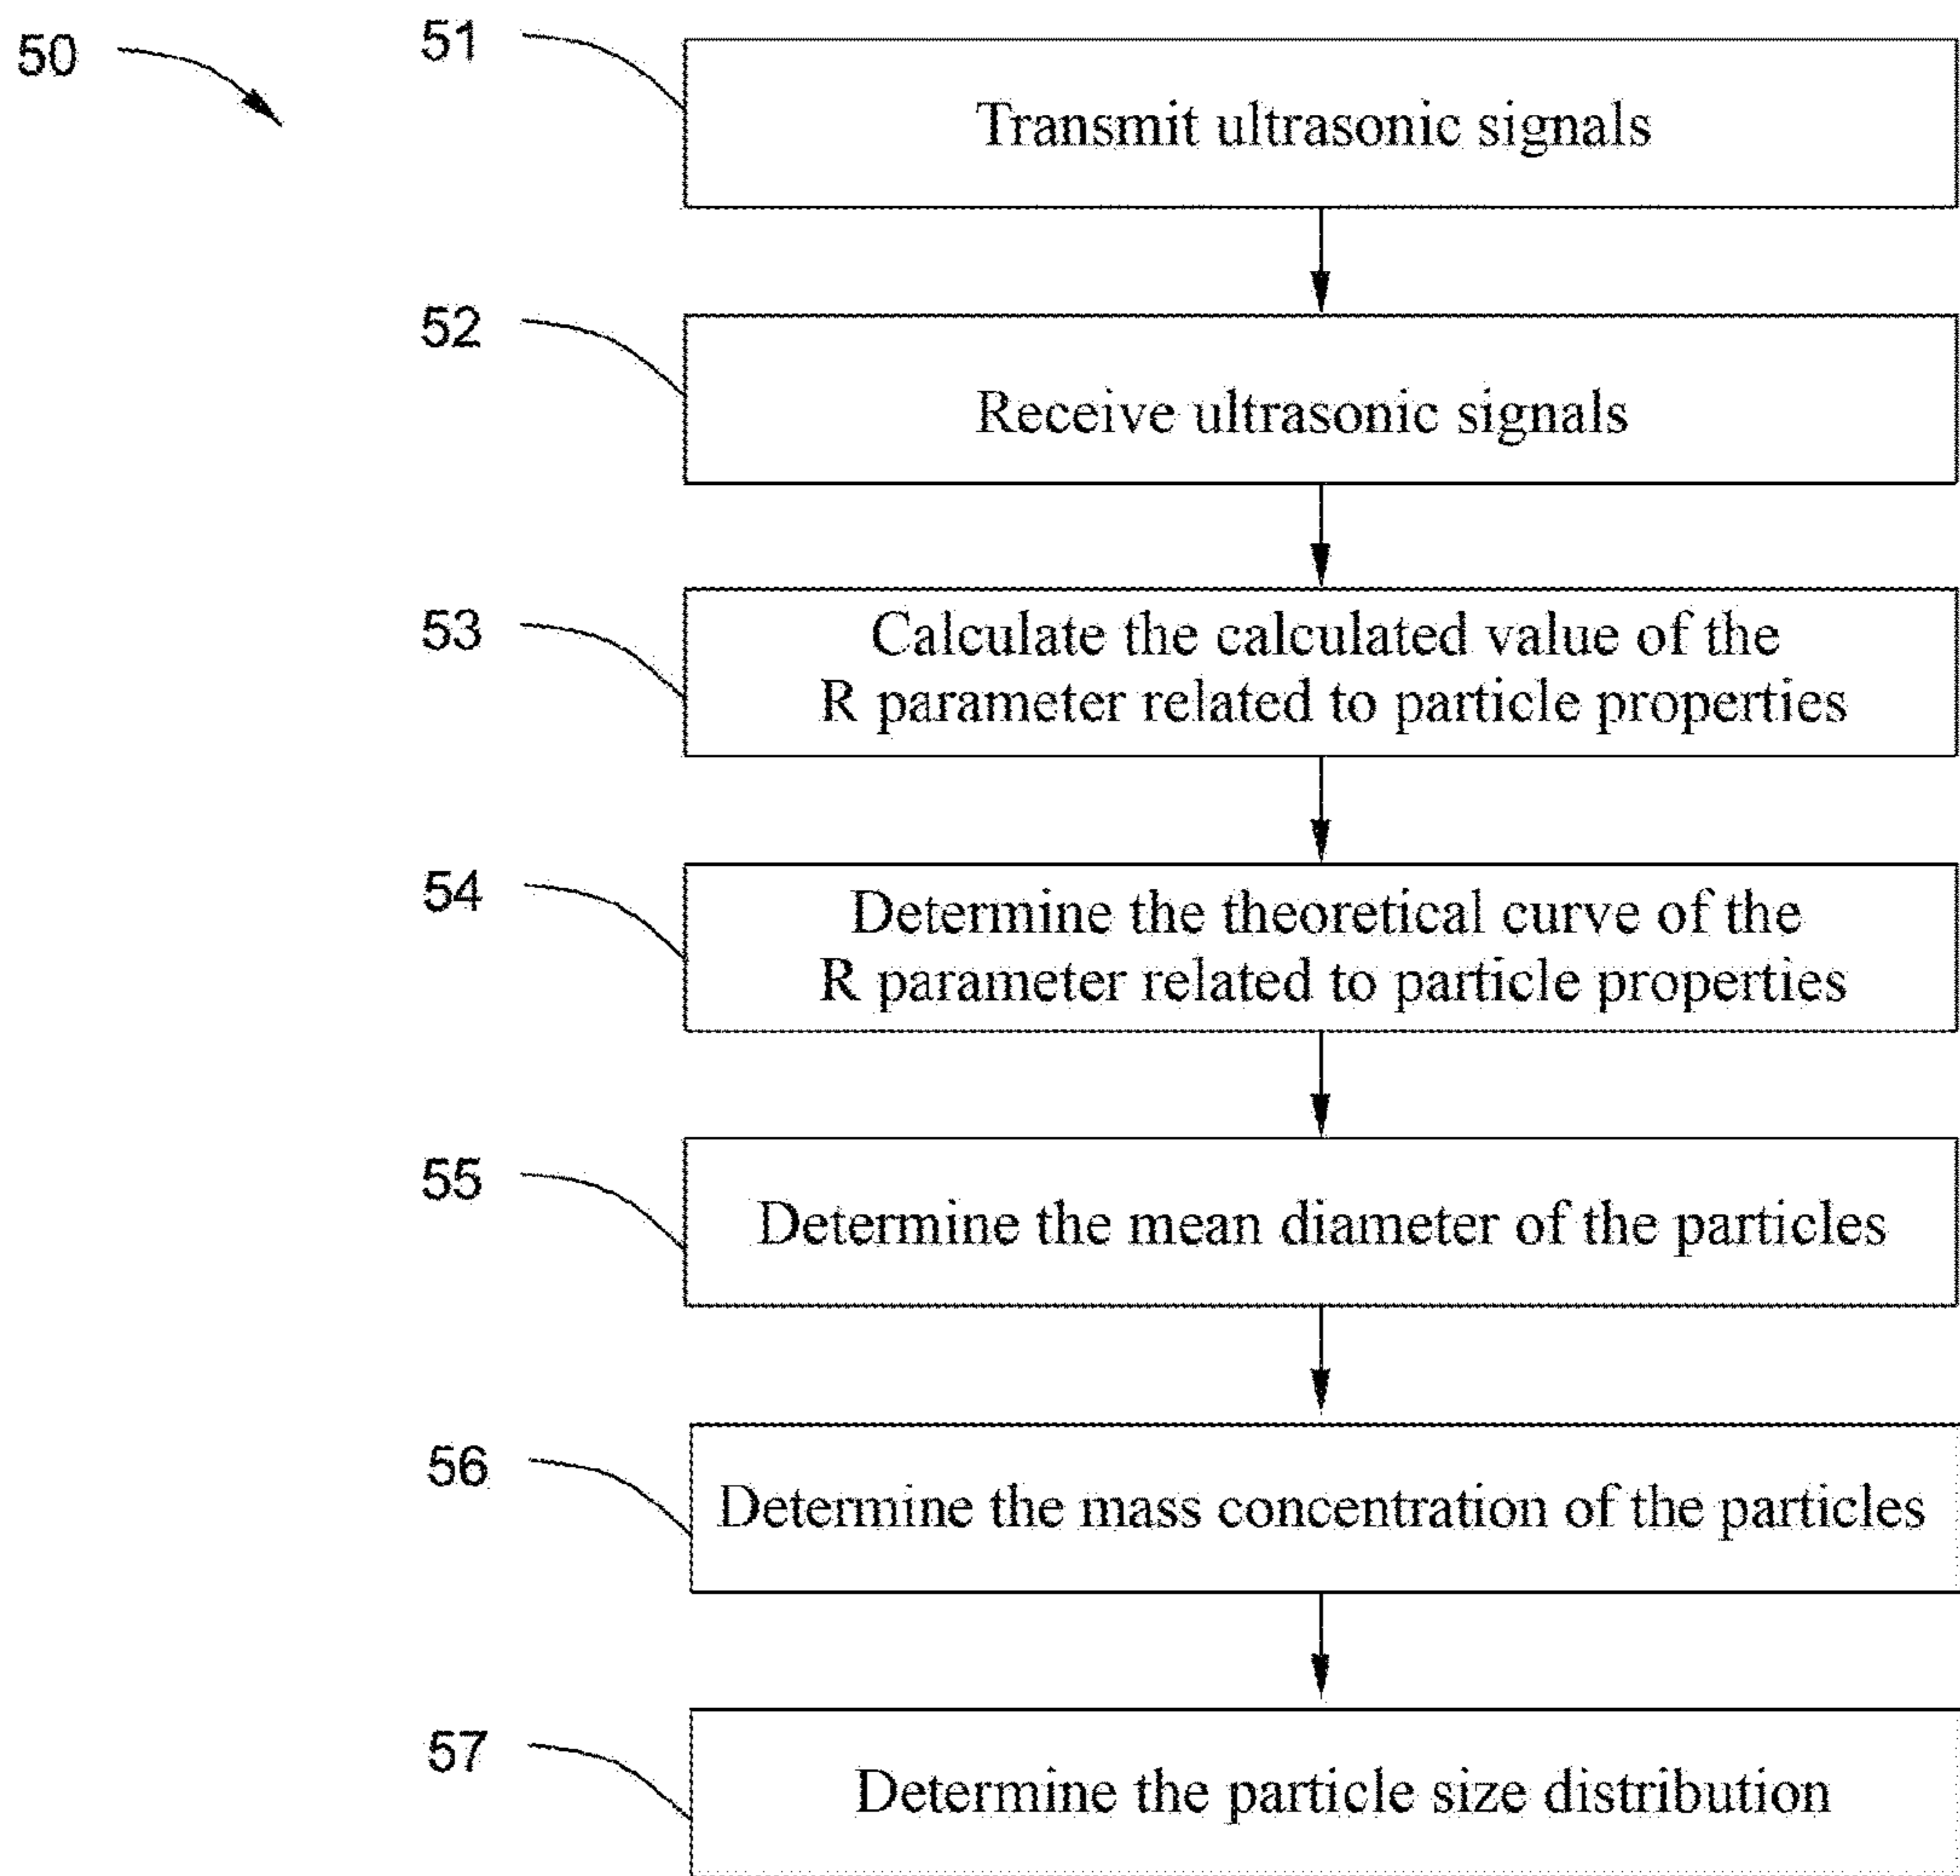 50
51
Transmit ultrasonic signals
52
Receive ultrasonic signals
53
Calculate the calculated value of the
R parameter related to particle properties
54
Determine the theoretical curve of the
R parameter related to particle properties
55
Determine the mean diameter of the particles
56
Determine the mass concentration of the particles
57
Determine the particle size distribution